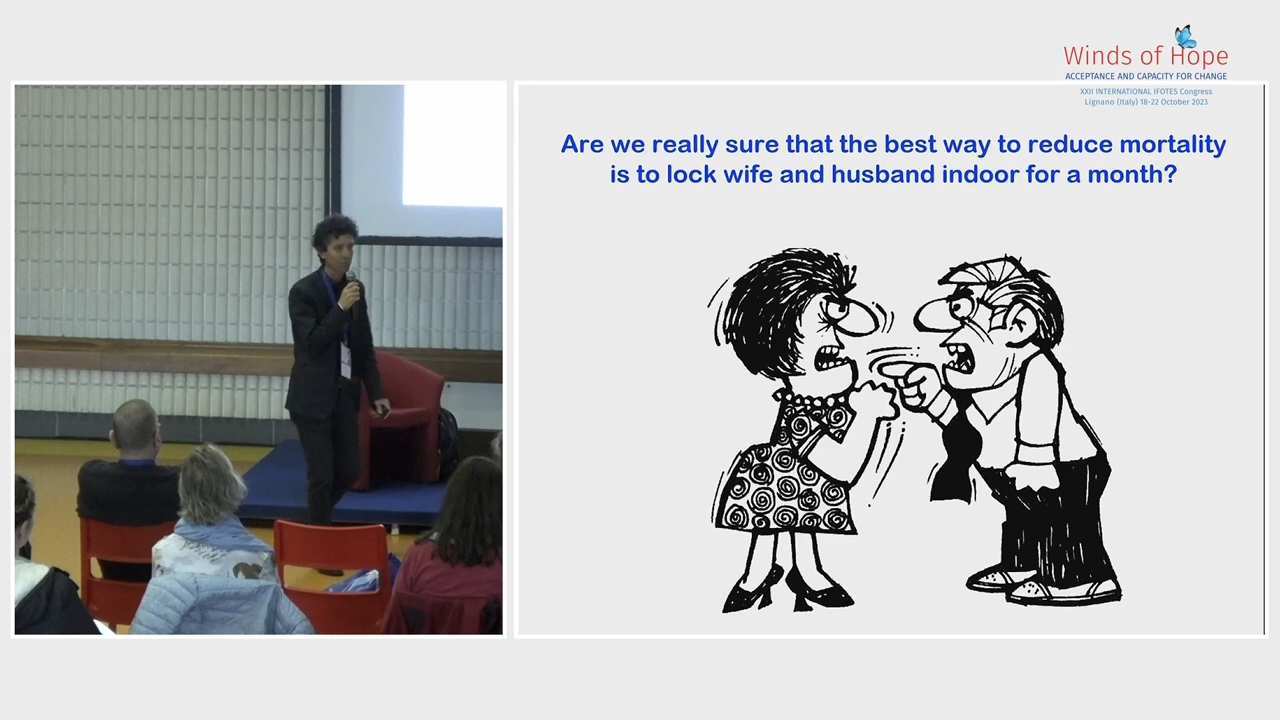 Winds of Hope
ACCEPTANCE AND CAPACITY FOR CHANGE
XXII INTERNATIONAL IFOTES Congress
Lignano (Italy) 18-22 October 2023
Are we really sure that the best way to reduce mortality
is to lock wife and husband indoor for a month?